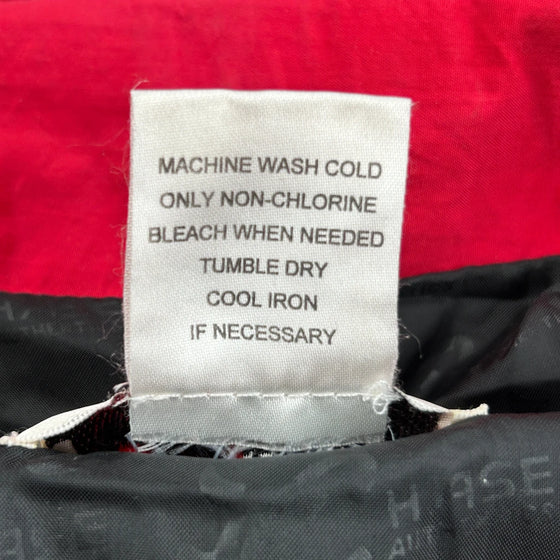 MACHINE WASH COLD
ONLY NON-CHLORINE
BLEACH WHEN NEEDED
TUMBLE DRY
COOL IRON
IF NECESSARY